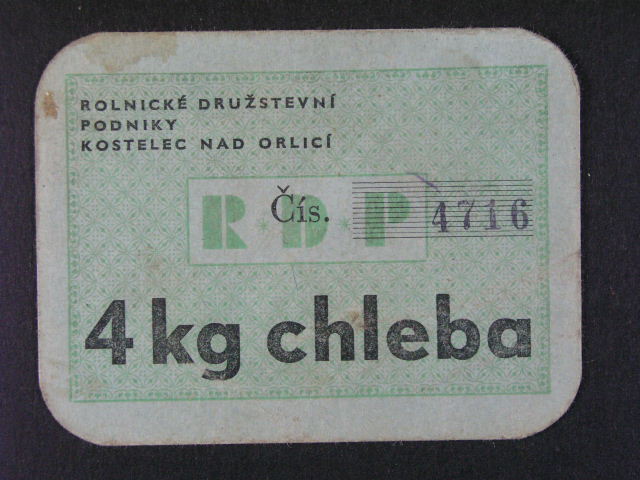 ROLNICKÉ DRUŽSTEVNÍ
PODNIKY
KOSTELEC NAD ORLICÍ
R*D*P
Čís. 4716
4 kg chleba